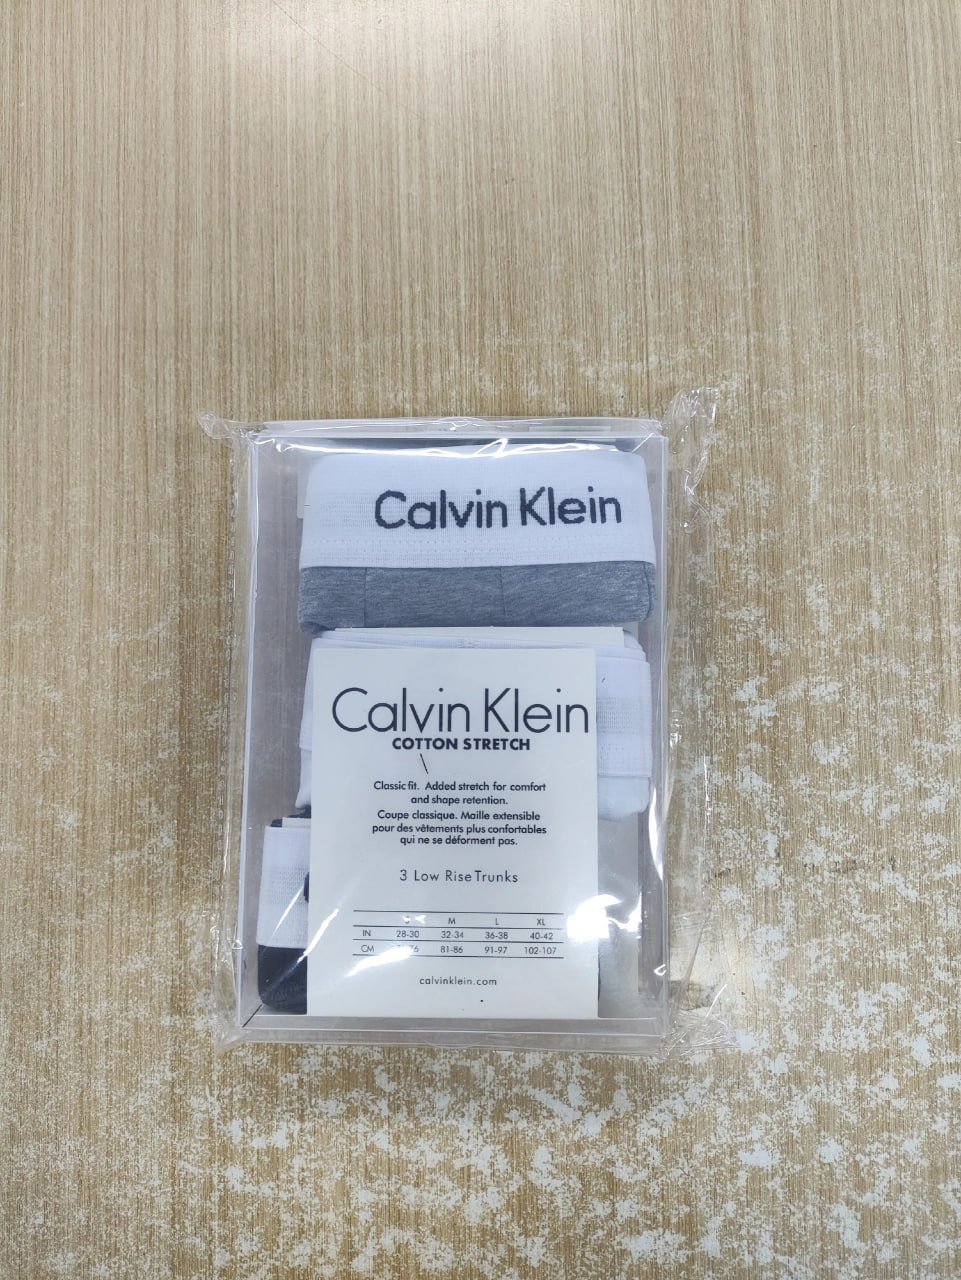 Calvin Klein
Calvin Klein
COTTON STRETCH
Classic fit. Added stretch for comfort
and shape retention.
Coupe classique. Maille extensible
pour des vêtements plus confortables
qui ne se déforment pas.
3 Low Rise Trunks
M L XL
IN 28-30 32-34 36-38 40-42
CM 81-86 91-97 102-107
calvinklein.com